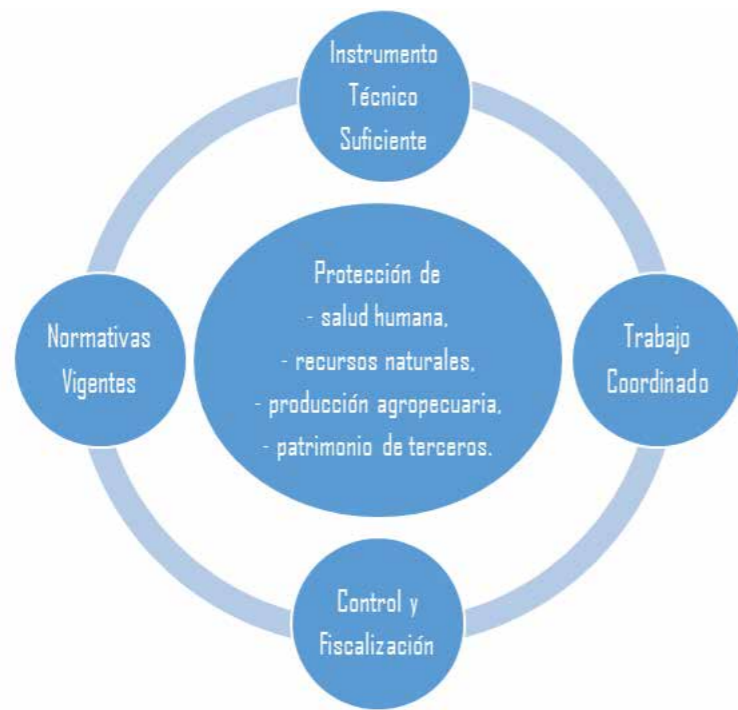 Instrumento
Técnico
Suficiente
Protección de
- salud humana,
- recursos naturales,
- producción agropecuaria,
- patrimonio de terceros.
Normativas
Vigentes
Trabajo
Coordinado
Control y
Fiscalización